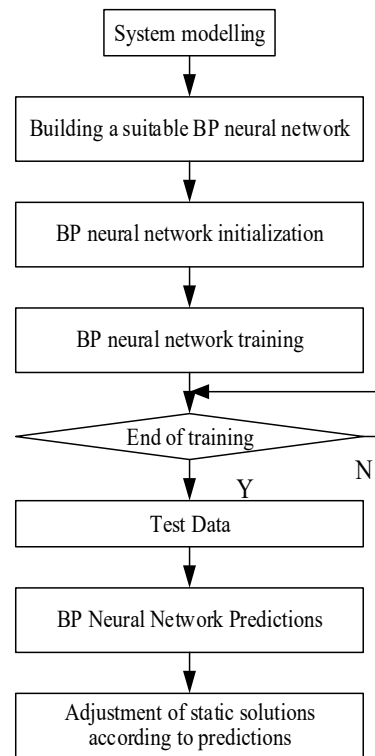 System modelling
Building a suitable BP neural network
BP neural network initialization
BP neural network training
End of training
N
Y
Test Data
BP Neural Network Predictions
Adjustment of static solutions
according to predictions